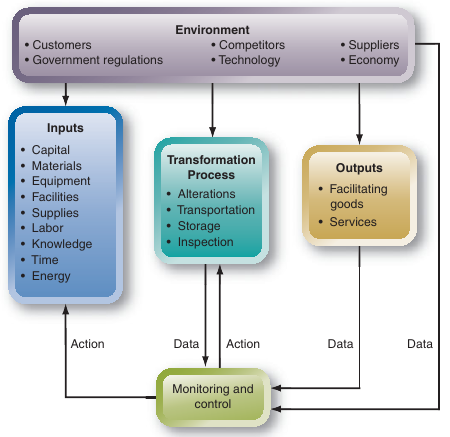 Environment
• Customers • Competitors • Suppliers
• Government regulations • Technology • Economy
Inputs
• Capital
• Materials
• Equipment
• Facilities
• Supplies
• Labor
• Knowledge
• Time
• Energy
Transformation
Process
• Alterations
• Transportation
• Storage
• Inspection
Outputs
• Facilitating
goods
• Services
Action
Data
Action
Data
Data
Monitoring and
control